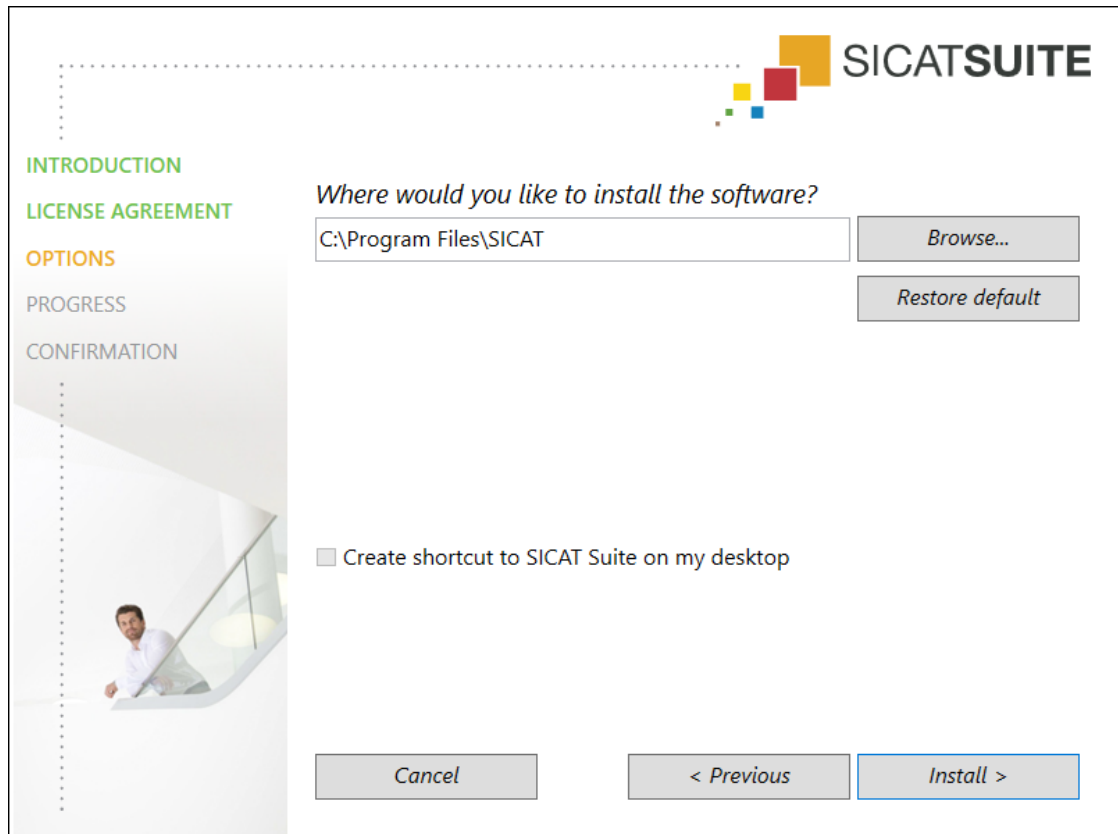 SICATSUITE
INTRODUCTION
LICENSE AGREEMENT
OPTIONS
PROGRESS
CONFIRMATION
Where would you like to install the software?
C:\Program Files\SICAT
Browse...
Restore default
Create shortcut to SICAT Suite on my desktop
Cancel
< Previous
Install >